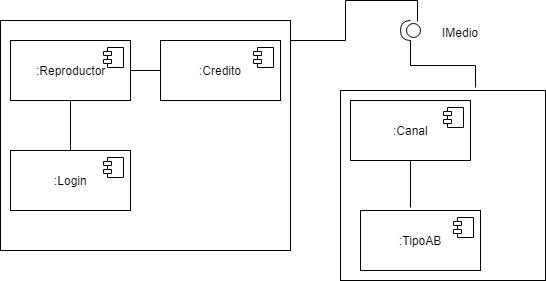 IMedio
:Reproductor
:Credito
:Canal
:Login
:TipoAB